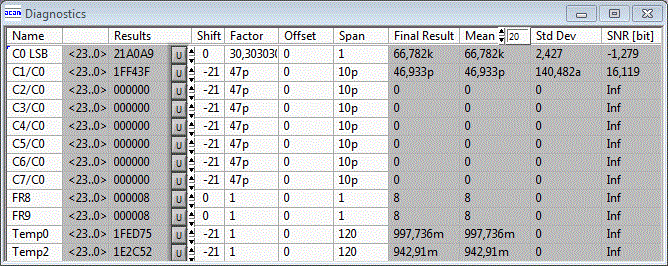 acam Diagnostics
Name Results Shift Factor Offset Span Final Result Mean 20 Std Dev SNR [bit]
C0 LSB <23..0> 21A0A9 u 0 30,303030 0 1 66,782k 66,782k 2,427 -1,279
C1/C0 <23..0> 1FF43F u -21 47p 0 10p 46,933p 46,933p 140,482a 16,119
C2/C0 <23..0> 000000 u -21 47p 0 10p 0 0 0 Inf
C3/C0 <23..0> 000000 u -21 47p 0 10p 0 0 0 Inf
C4/C0 <23..0> 000000 u -21 47p 0 10p 0 0 0 Inf
C5/C0 <23..0> 000000 u -21 47p 0 10p 0 0 0 Inf
C6/C0 <23..0> 000000 u -21 47p 0 10p 0 0 0 Inf
C7/C0 <23..0> 000000 u -21 47p 0 10p 0 0 0 Inf
FR8 <23..0> 000008 u 0 1 0 1 8 8 0 Inf
FR9 <23..0> 000008 u 0 1 0 1 8 8 0 Inf
Temp0 <23..0> 1FED75 u -21 1 0 120 997,736m 997,736m 0 Inf
Temp2 <23..0> 1E2C52 u -21 1 0 120 942,91m 942,91m 0 Inf